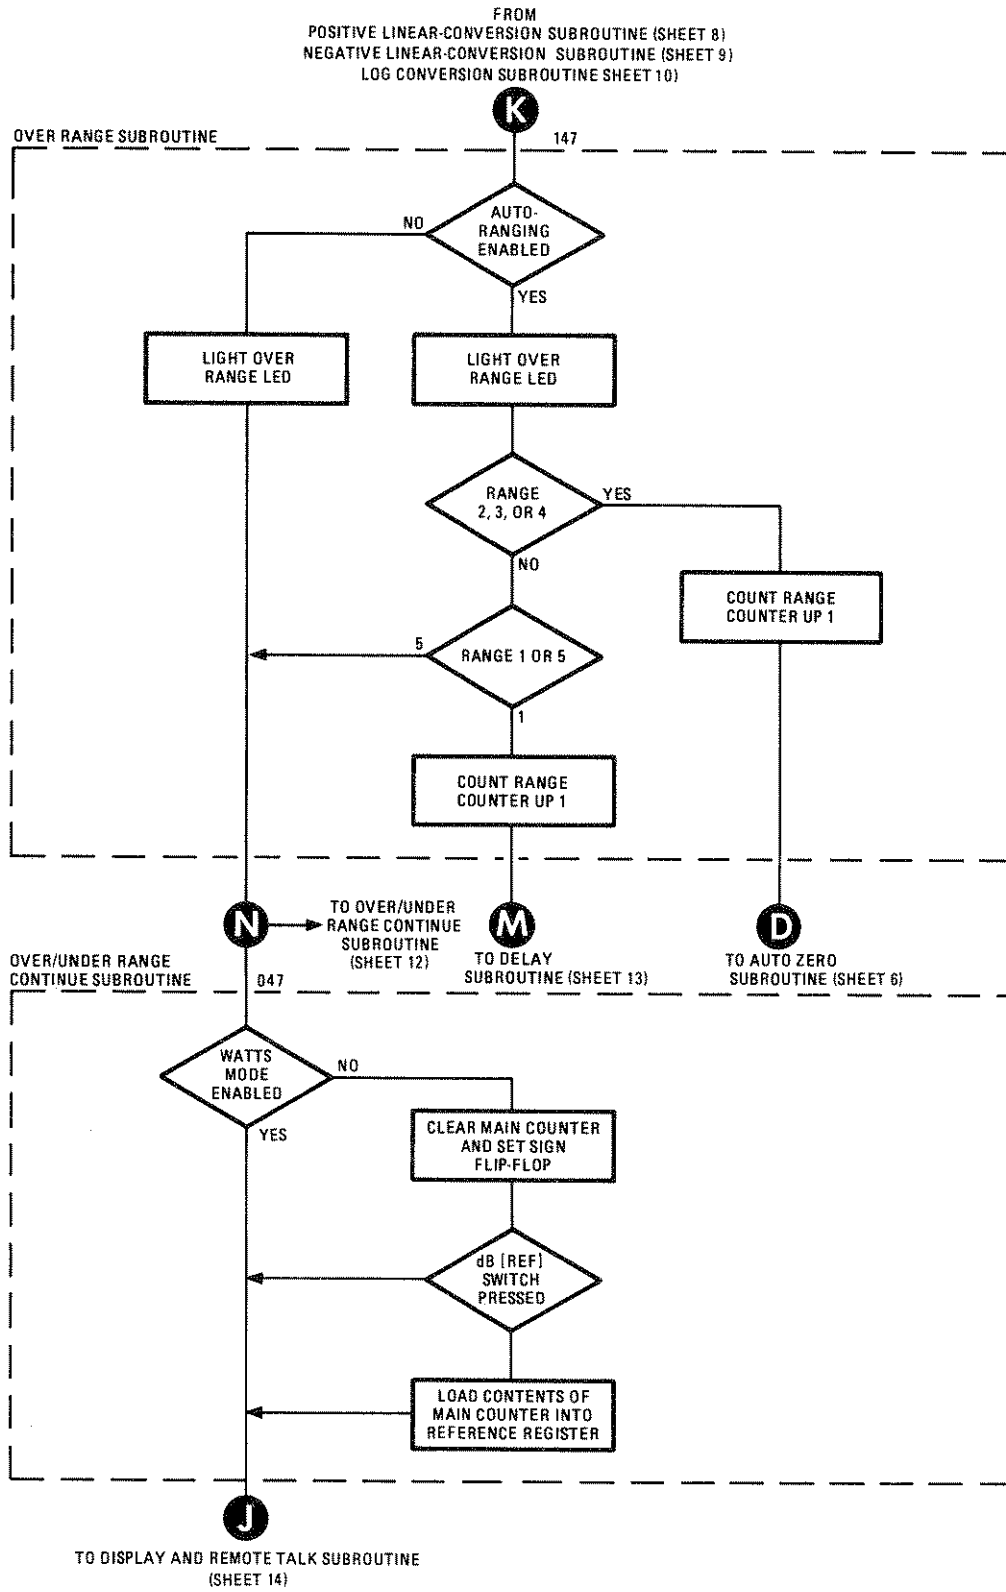 FROM
POSITIVE LINEAR-CONVERSION SUBROUTINE (SHEET 8)
NEGATIVE LINEAR-CONVERSION SUBROUTINE (SHEET 9)
LOG CONVERSION SUBROUTINE SHEET 10)
K
OVER RANGE SUBROUTINE
147
AUTO-
RANGING
ENABLED
NO
YES
LIGHT OVER
RANGE LED
LIGHT OVER
RANGE LED
RANGE
2, 3, OR 4
YES
NO
COUNT RANGE
COUNTER UP 1
5
RANGE 1 OR 5
1
COUNT RANGE
COUNTER UP 1
N
TO OVER/UNDER
RANGE CONTINUE
SUBROUTINE
(SHEET 12)
M
TO DELAY
SUBROUTINE (SHEET 13)
D
TO AUTO ZERO
SUBROUTINE (SHEET 6)
OVER/UNDER RANGE
CONTINUE SUBROUTINE
047
WATTS
MODE
ENABLED
NO
YES
CLEAR MAIN COUNTER
AND SET SIGN
FLIP-FLOP
dB [REF]
SWITCH
PRESSED
LOAD CONTENTS OF
MAIN COUNTER INTO
REFERENCE REGISTER
J
TO DISPLAY AND REMOTE TALK SUBROUTINE
(SHEET 14)